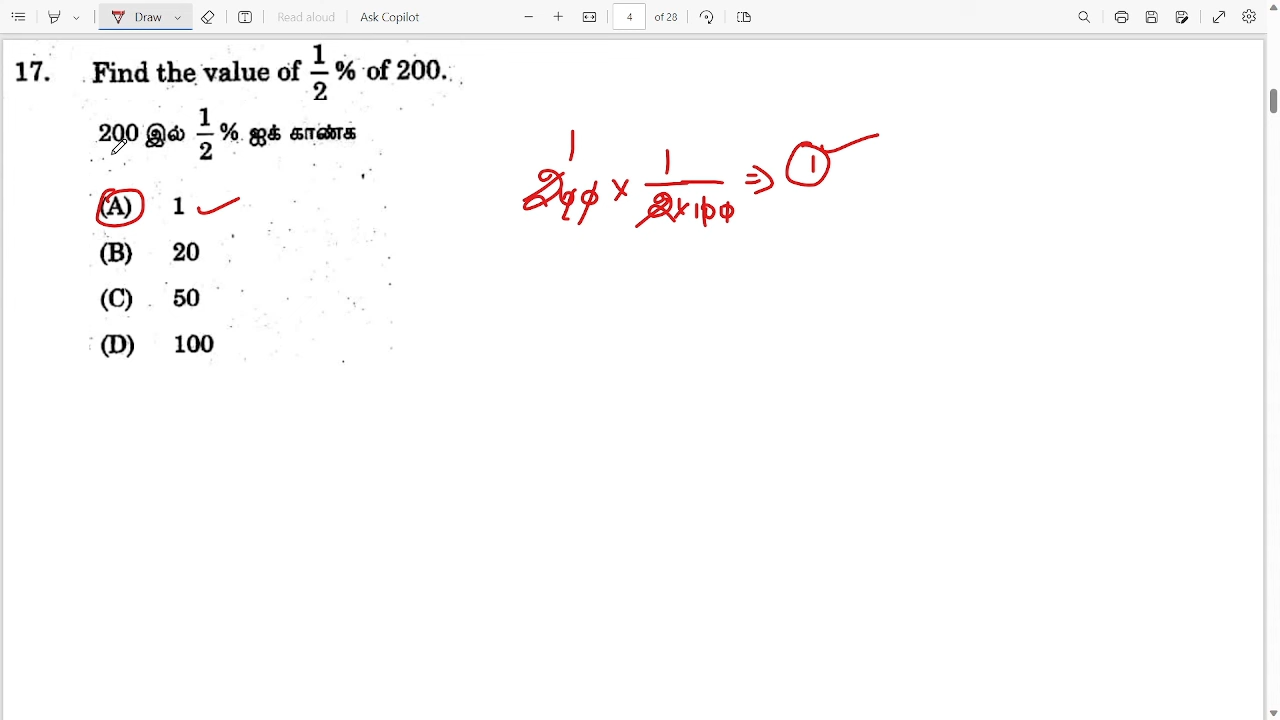 Draw Read aloud Ask Copilot 4 of 28
17. Find the value of 1/2 % of 200.
200 இல் 1/2 % ஐக் காண்க
(A) 1
(B) 20
(C) 50
(D) 100
1
200 × 1/(2×100) ⇒ 1